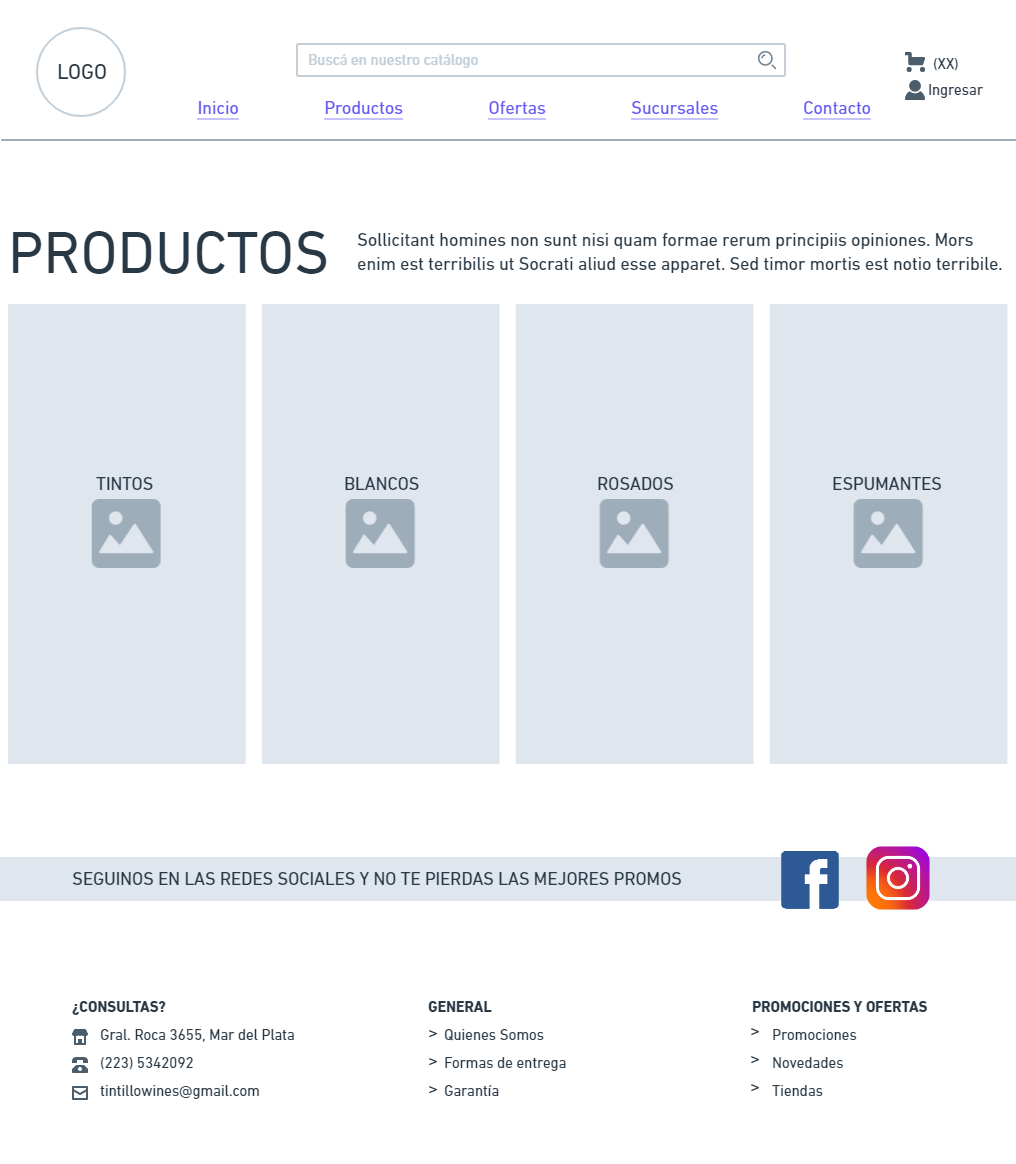 LOGO
Buscá en nuestro catálogo
(XX)
Ingresar
Inicio
Productos
Ofertas
Sucursales
Contacto
PRODUCTOS
Sollicitant homines non sunt nisi quam formae rerum principiis opiniones. Mors
enim est terribilis ut Socrati aliud esse apparet. Sed timor mortis est notio terribile.
TINTOS
BLANCOS
ROSADOS
ESPUMANTES
SEGUINOS EN LAS REDES SOCIALES Y NO TE PIERDAS LAS MEJORES PROMOS
¿CONSULTAS?
Gral. Roca 3655, Mar del Plata
(223) 5342092
tintillowines@gmail.com
GENERAL
> Quienes Somos
> Formas de entrega
> Garantía
PROMOCIONES Y OFERTAS
> Promociones
> Novedades
> Tiendas